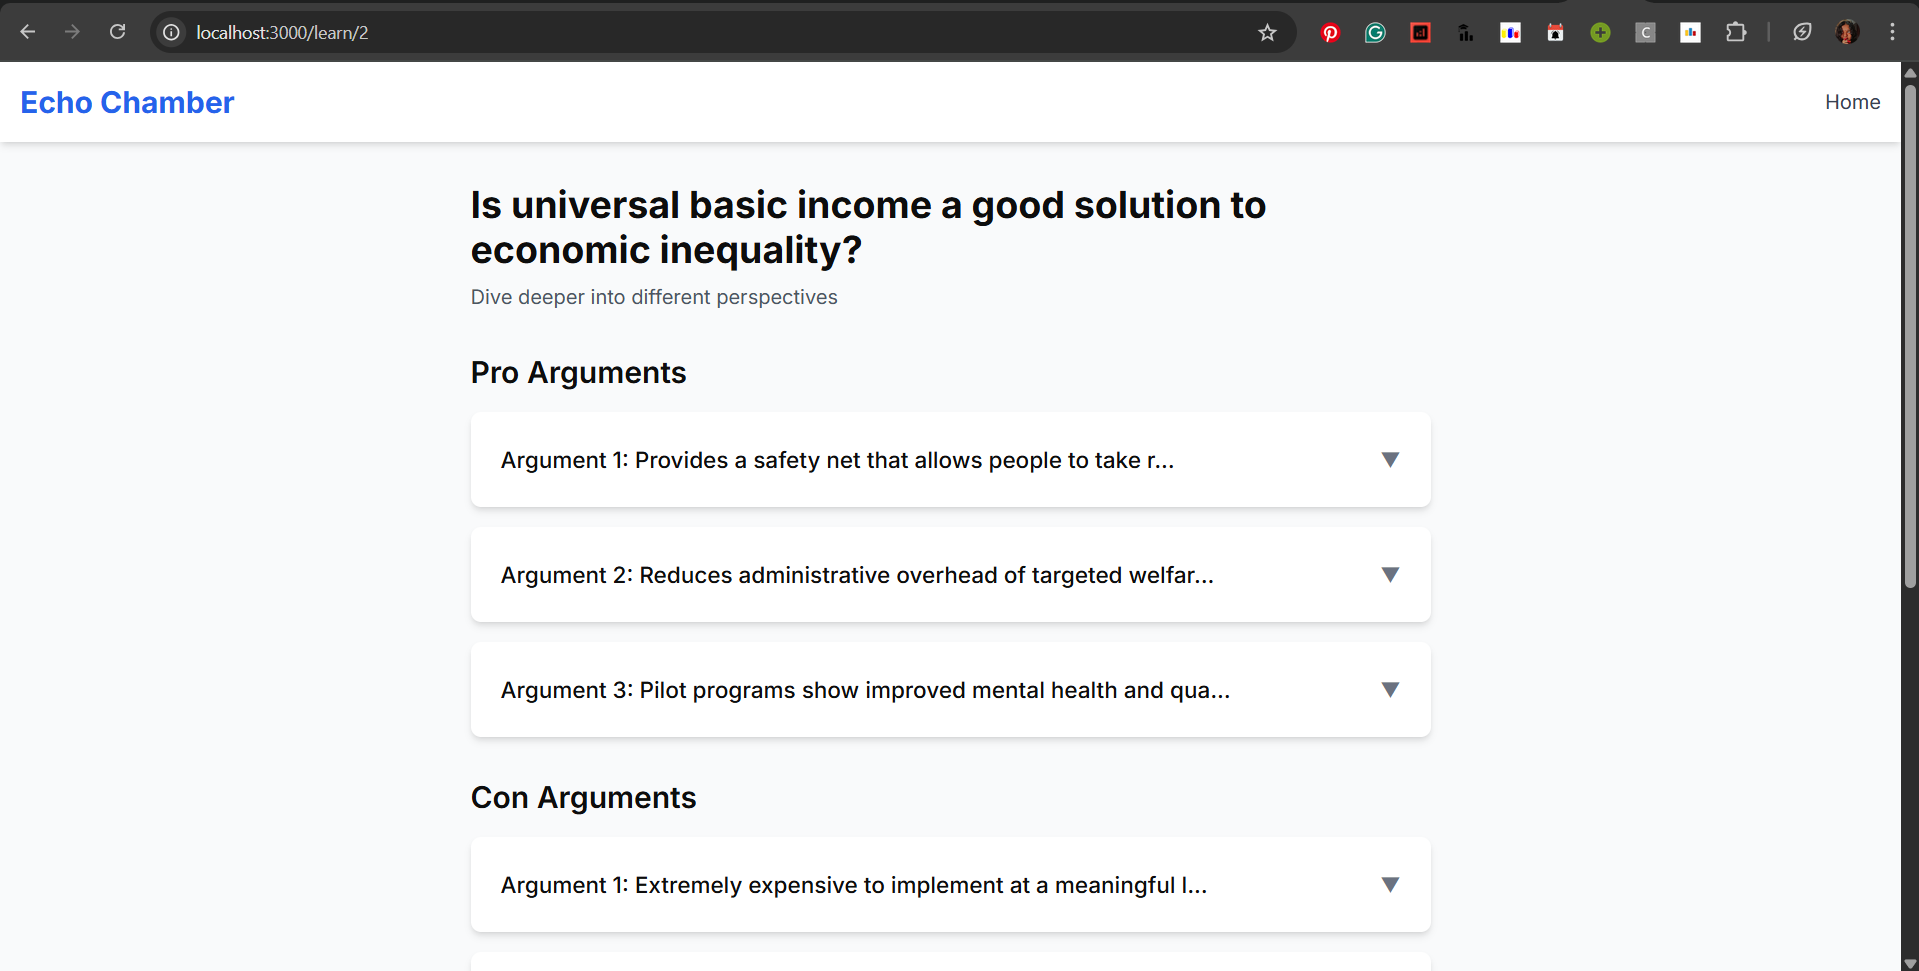 localhost:3000/learn/2
C
Echo Chamber
Home
Is universal basic income a good solution to
economic inequality?
Dive deeper into different perspectives
Pro Arguments
Argument 1: Provides a safety net that allows people to take r...
Argument 2: Reduces administrative overhead of targeted welfar...
Argument 3: Pilot programs show improved mental health and qua...
Con Arguments
Argument 1: Extremely expensive to implement at a meaningful l...